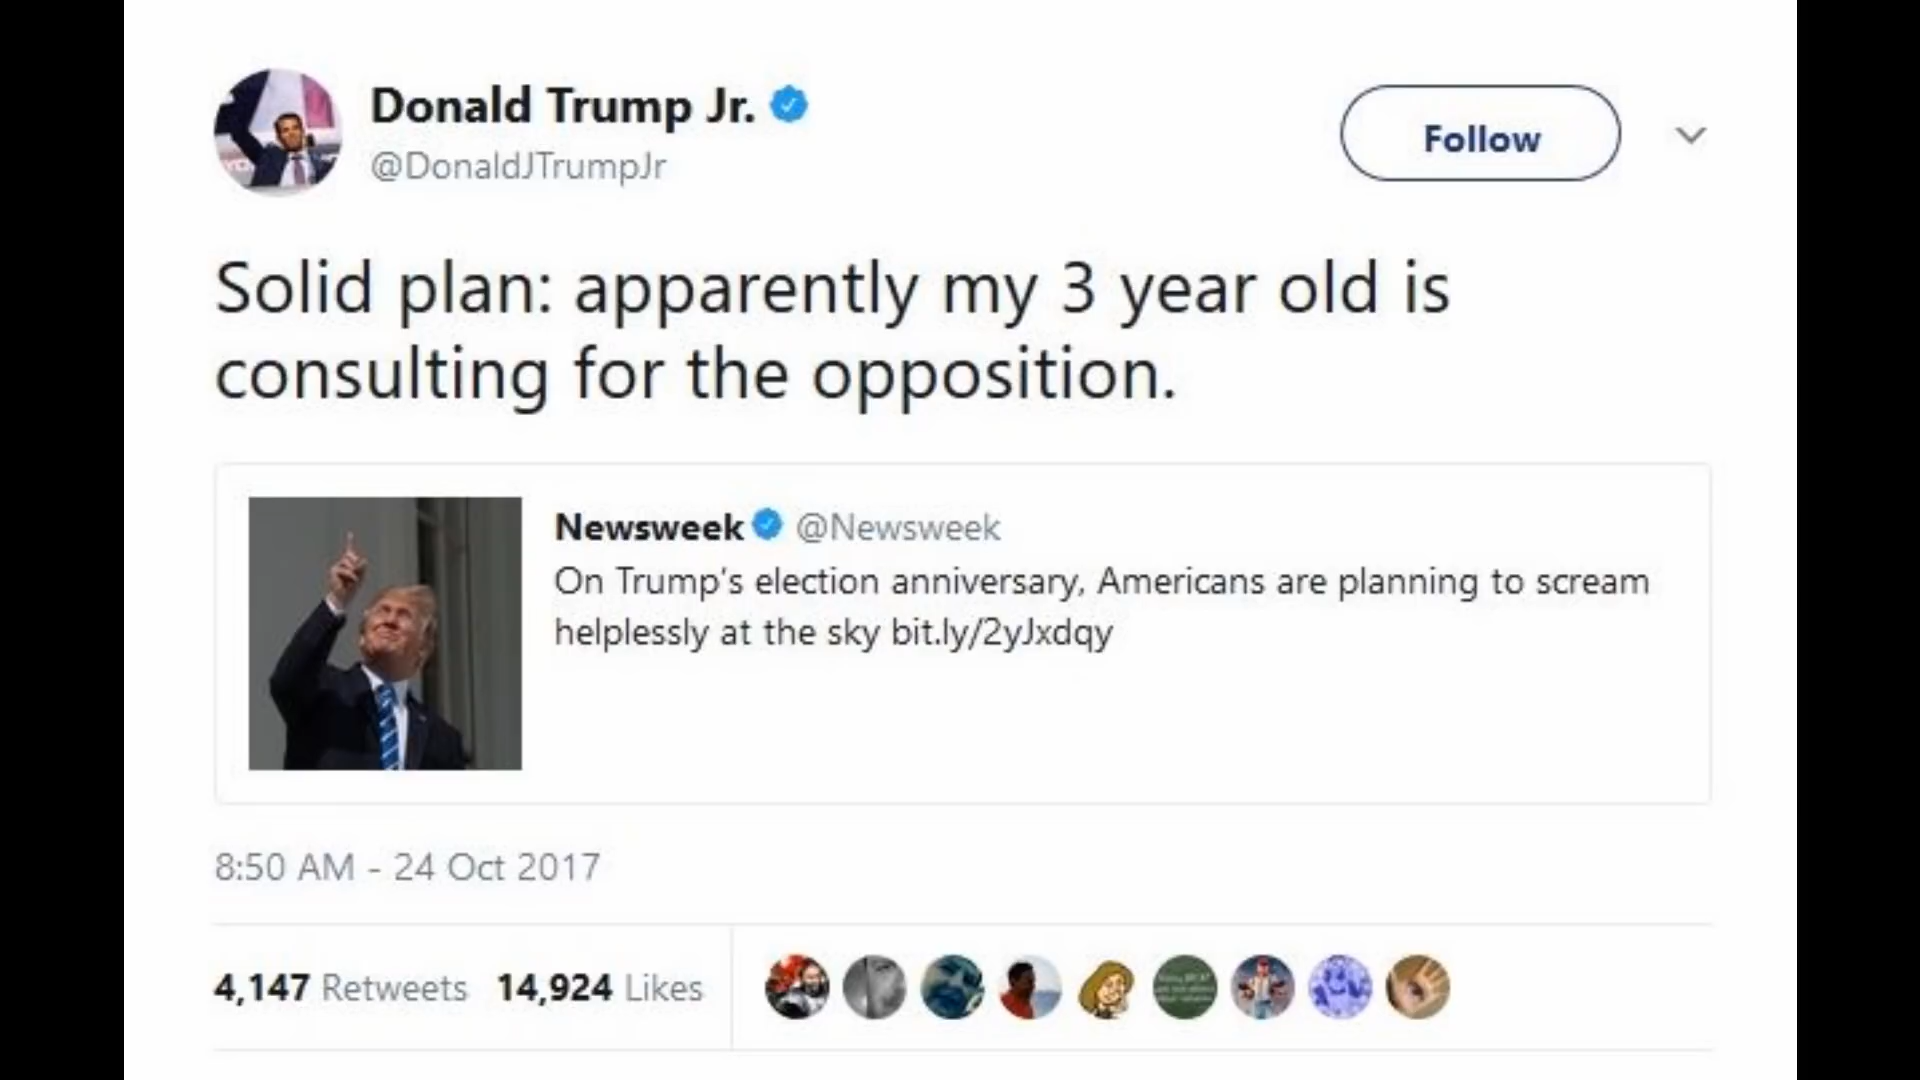 Donald Trump Jr.
@DonaldJTrumpJr
Follow
Solid plan: apparently my 3 year old is
consulting for the opposition.
Newsweek @Newsweek
On Trump's election anniversary, Americans are planning to scream
helplessly at the sky bit.ly/2yJxdqy
8:50 AM - 24 Oct 2017
4,147 Retweets 14,924 Likes